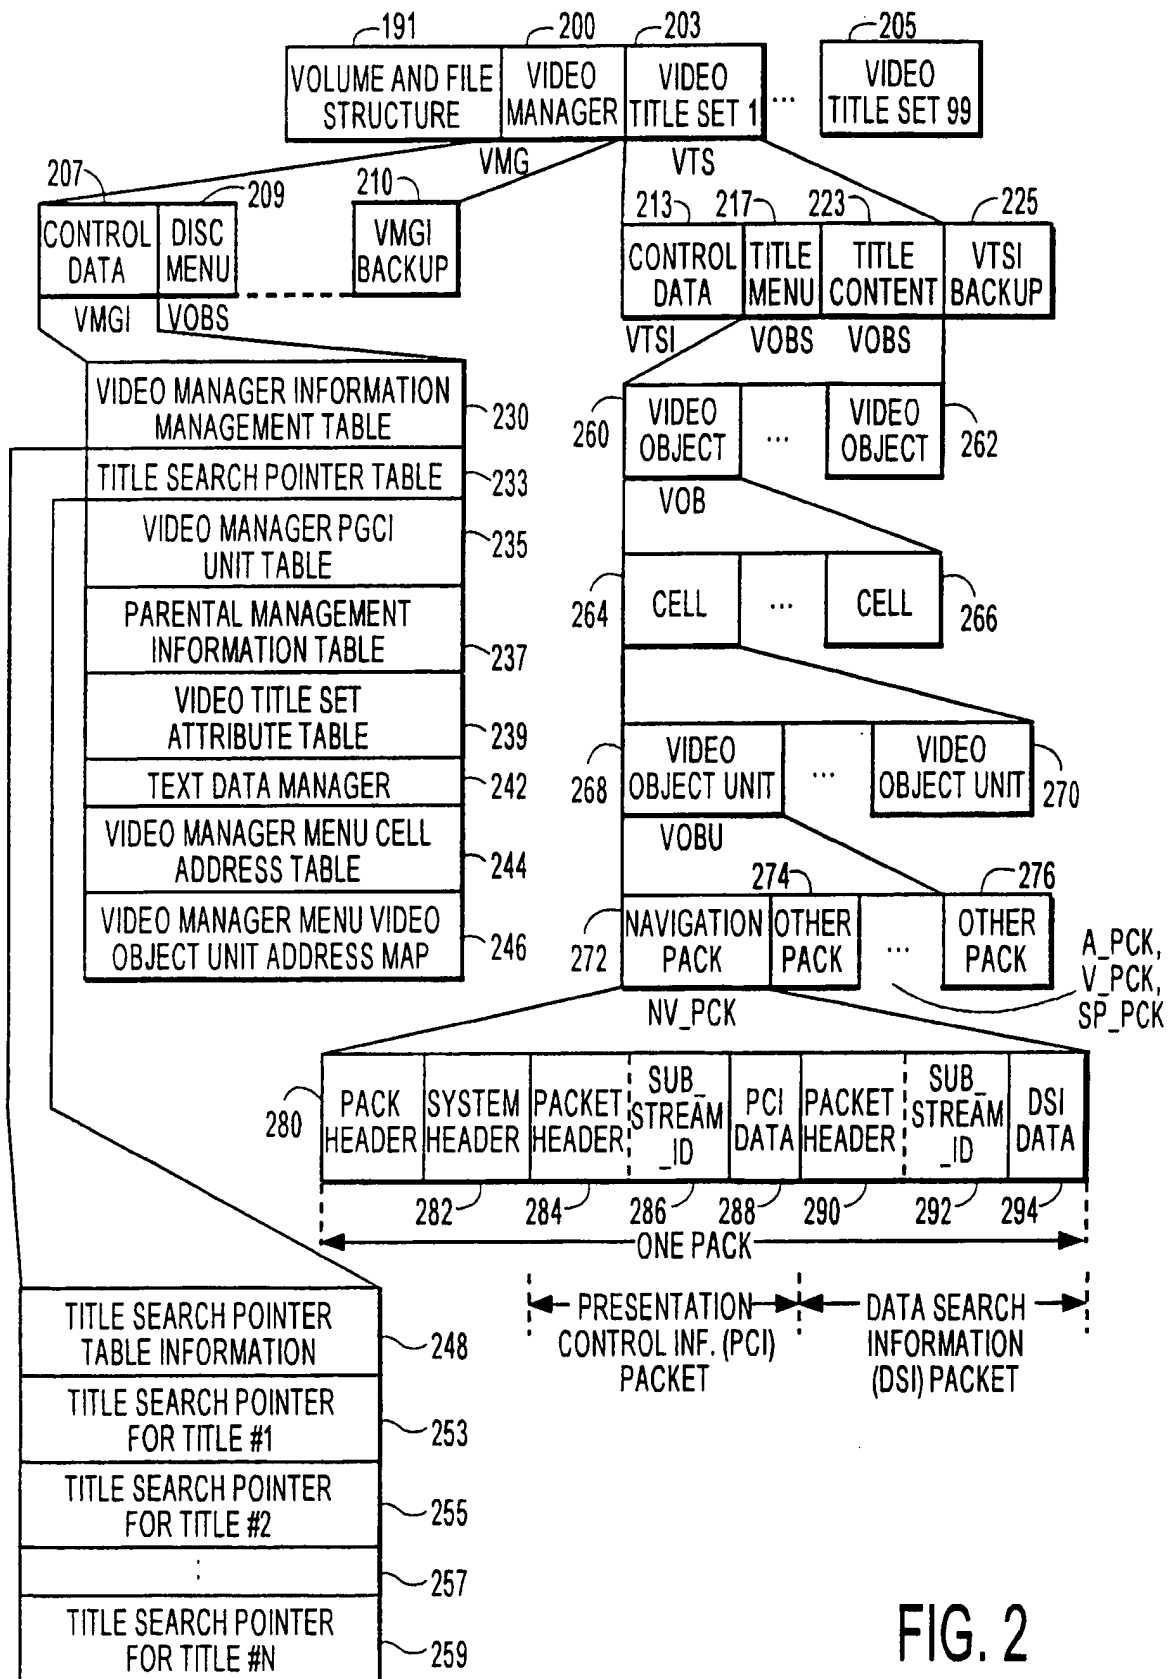 191
200
203
205
VOLUME AND FILE
STRUCTURE
VIDEO
MANAGER
VIDEO
TITLE SET 1
...
VIDEO
TITLE SET 99
VMG
VTS
207
209
210
213
217
223
225
CONTROL
DATA
DISC
MENU
VMGI
BACKUP
CONTROL
DATA
TITLE
MENU
TITLE
CONTENT
VTSI
BACKUP
VMGI
VOBS
VTSI
VOBS
VOBS
VIDEO MANAGER INFORMATION
MANAGEMENT TABLE
230
TITLE SEARCH POINTER TABLE
233
VIDEO MANAGER PGCI
UNIT TABLE
235
PARENTAL MANAGEMENT
INFORMATION TABLE
237
VIDEO TITLE SET
ATTRIBUTE TABLE
239
TEXT DATA MANAGER
242
VIDEO MANAGER MENU CELL
ADDRESS TABLE
244
VIDEO MANAGER MENU VIDEO
OBJECT UNIT ADDRESS MAP
246
260
VIDEO
OBJECT
...
VIDEO
OBJECT
262
VOB
264
CELL
...
CELL
266
268
VIDEO
OBJECT UNIT
...
VIDEO
OBJECT UNIT
270
VOBU
274
276
272
NAVIGATION
PACK
OTHER
PACK
...
OTHER
PACK
A_PCK,
V_PCK,
SP_PCK
NV_PCK
280
PACK
HEADER
SYSTEM
HEADER
PACKET
HEADER
SUB_
STREAM
_ID
PCI
DATA
PACKET
HEADER
SUB_
STREAM
_ID
DSI
DATA
282
284
286
288
290
292
294
ONE PACK
PRESENTATION
CONTROL INF. (PCI)
PACKET
DATA SEARCH
INFORMATION
(DSI) PACKET
TITLE SEARCH POINTER
TABLE INFORMATION
248
TITLE SEARCH POINTER
FOR TITLE #1
253
TITLE SEARCH POINTER
FOR TITLE #2
255
:
257
TITLE SEARCH POINTER
FOR TITLE #N
259
FIG. 2